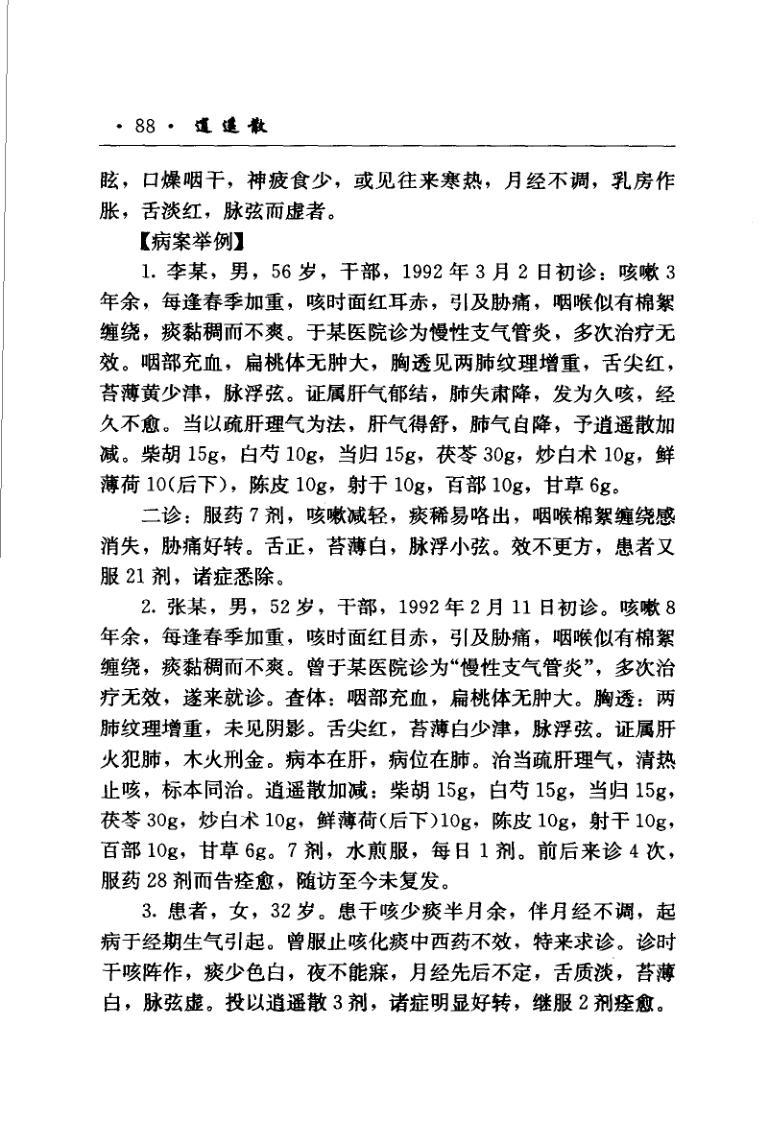 · 88 · 逍遥散
眩，口燥咽干，神疲食少，或见往来寒热，月经不调，乳房作
胀，舌淡红，脉弦而虚者。
【病案举例】
1. 李某，男，56 岁，干部，1992 年 3 月 2 日初诊：咳嗽 3
年余，每逢春季加重，咳时面红耳赤，引及胁痛，咽喉似有棉絮
缠绕，痰黏稠而不爽。于某医院诊为慢性支气管炎，多次治疗无
效。咽部充血，扁桃体无肿大，胸透见两肺纹理增重，舌尖红，
苔薄黄少津，脉浮弦。证属肝气郁结，肺失肃降，发为久咳，经
久不愈。当以疏肝理气为法，肝气得舒，肺气自降，予逍遥散加
减。柴胡 15g，白芍 10g，当归 15g，茯苓 30g，炒白术 10g，鲜
薄荷 10(后下)，陈皮 10g，射干 10g，百部 10g，甘草 6g。
二诊：服药 7 剂，咳嗽减轻，痰稀易咯出，咽喉棉絮缠绕感
消失，胁痛好转。舌正，苔薄白，脉浮小弦。效不更方，患者又
服 21 剂，诸症悉除。
2. 张某，男，52 岁，干部，1992 年 2 月 11 日初诊。咳嗽 8
年余，每逢春季加重，咳时面红目赤，引及胁痛，咽喉似有棉絮
缠绕，痰黏稠而不爽。曾于某医院诊为“慢性支气管炎”，多次治
疗无效，遂来就诊。查体：咽部充血，扁桃体无肿大。胸透：两
肺纹理增重，未见阴影。舌尖红，苔薄白少津，脉浮弦。证属肝
火犯肺，木火刑金。病本在肝，病位在肺。治当疏肝理气，清热
止咳，标本同治。逍遥散加减：柴胡 15g，白芍 15g，当归 15g，
茯苓 30g，炒白术 10g，鲜薄荷(后下)10g，陈皮 10g，射干 10g，
百部 10g，甘草 6g。7 剂，水煎服，每日 1 剂。前后来诊 4 次，
服药 28 剂而告痊愈，随访至今未复发。
3. 患者，女，32 岁。患干咳少痰半月余，伴月经不调，起
病于经期生气引起。曾服止咳化痰中西药不效，特来求诊。诊时
干咳阵作，痰少色白，夜不能寐，月经先后不定，舌质淡，苔薄
白，脉弦虚。投以逍遥散 3 剂，诸症明显好转，继服 2 剂痊愈。